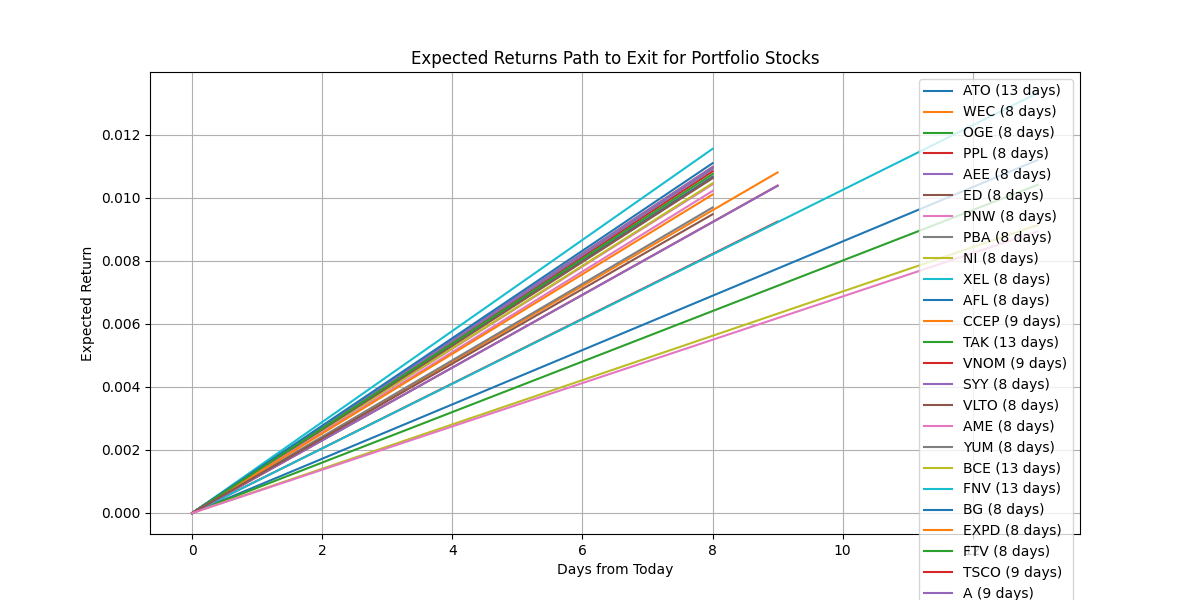 Expected Returns Path to Exit for Portfolio Stocks
Expected Return
0.012
0.010
0.008
0.006
0.004
0.002
0.000
0
2
4
6
8
10
Days from Today
ATO (13 days)
WEC (8 days)
OGE (8 days)
PPL (8 days)
AEE (8 days)
ED (8 days)
PNW (8 days)
PBA (8 days)
NI (8 days)
XEL (8 days)
AFL (8 days)
CCEP (9 days)
TAK (13 days)
VNOM (9 days)
SYY (8 days)
VLTO (8 days)
AME (8 days)
YUM (8 days)
BCE (13 days)
FNV (13 days)
BG (8 days)
EXPD (8 days)
FTV (8 days)
TSCO (9 days)
A (9 days)